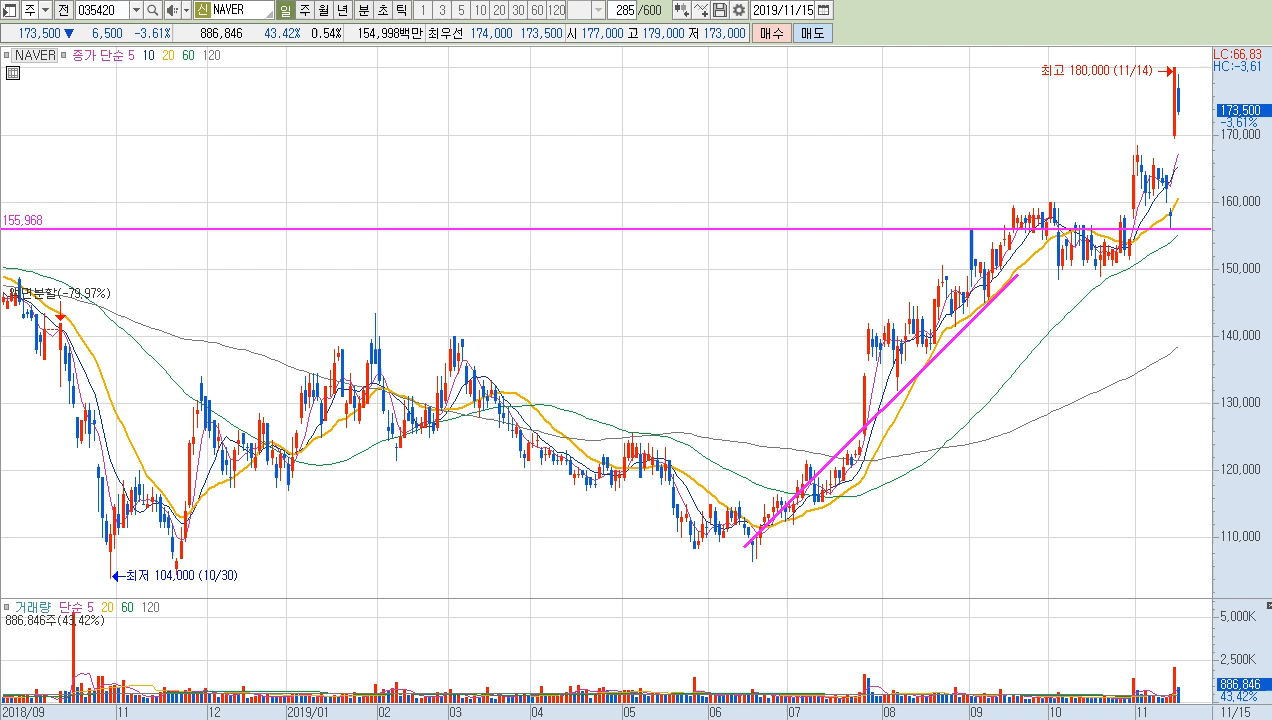 주 전 035420 신 NAVER 일 주 월 년 분 초 틱 1 3 5 10 20 30 60 120 285 /600 2019/11/15
173,500 ▼ 6,500 -3.61% 886,846 43.42% 0.54% 154,998백만 최우선 174,000 173,500 시 177,000 고 179,000 저 173,000 매수 매도
NAVER 종가 단순 5 10 20 60 120
LC:66,83
HC:-3,61
최고 180,000 (11/14)
173,500
-3,61%
170,000
160,000
155,968
150,000
액면분할(-79,97%)
140,000
130,000
120,000
110,000
최저 104,000 (10/30)
거래량 단순 5 20 60 120
886,846주(43,42%)
5,000K
2,500K
886,846
43,42%
2018/09 11 12 2019/01 02 03 04 05 06 07 08 09 10 11 11/15